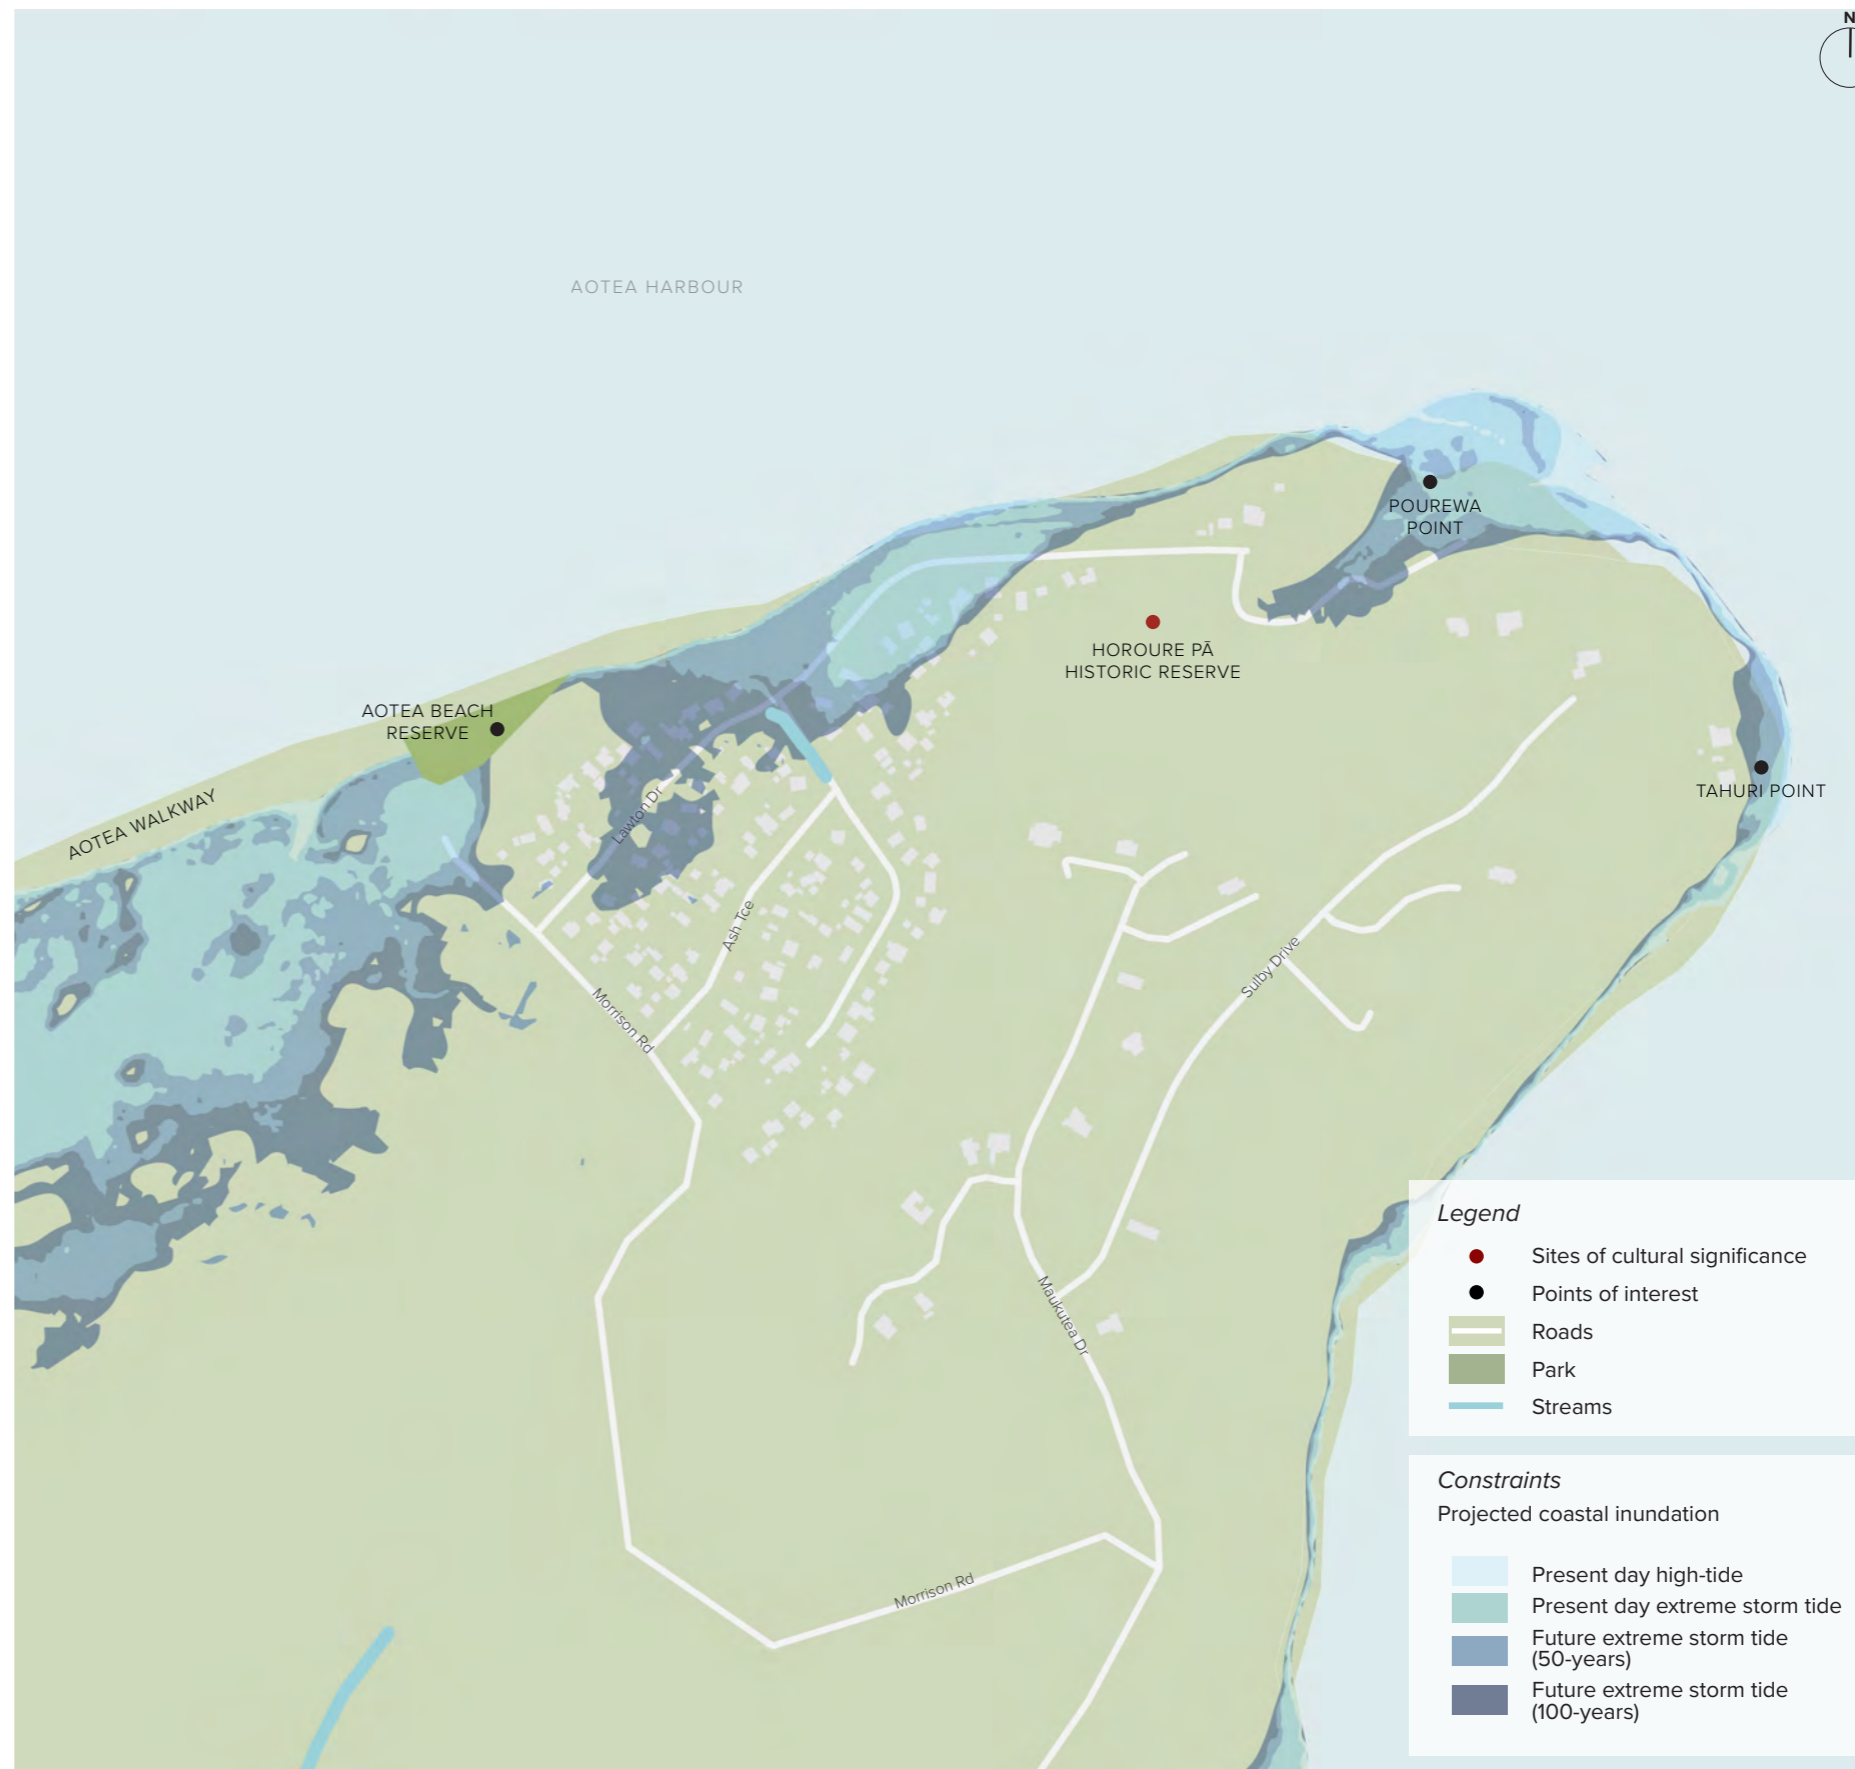 N
AOTEA HARBOUR
POUREWA
POINT
HOROURE PĀ
HISTORIC RESERVE
AOTEA BEACH
RESERVE
TAHURI POINT
AOTEA WALKWAY
Lawton Dr
Ash Tce
Sulby Drive
Morrison Rd
Maukutea Dr
Morrison Rd
Legend
Sites of cultural significance
Points of interest
Roads
Park
Streams
Constraints
Projected coastal inundation
Present day high-tide
Present day extreme storm tide
Future extreme storm tide
(50-years)
Future extreme storm tide
(100-years)